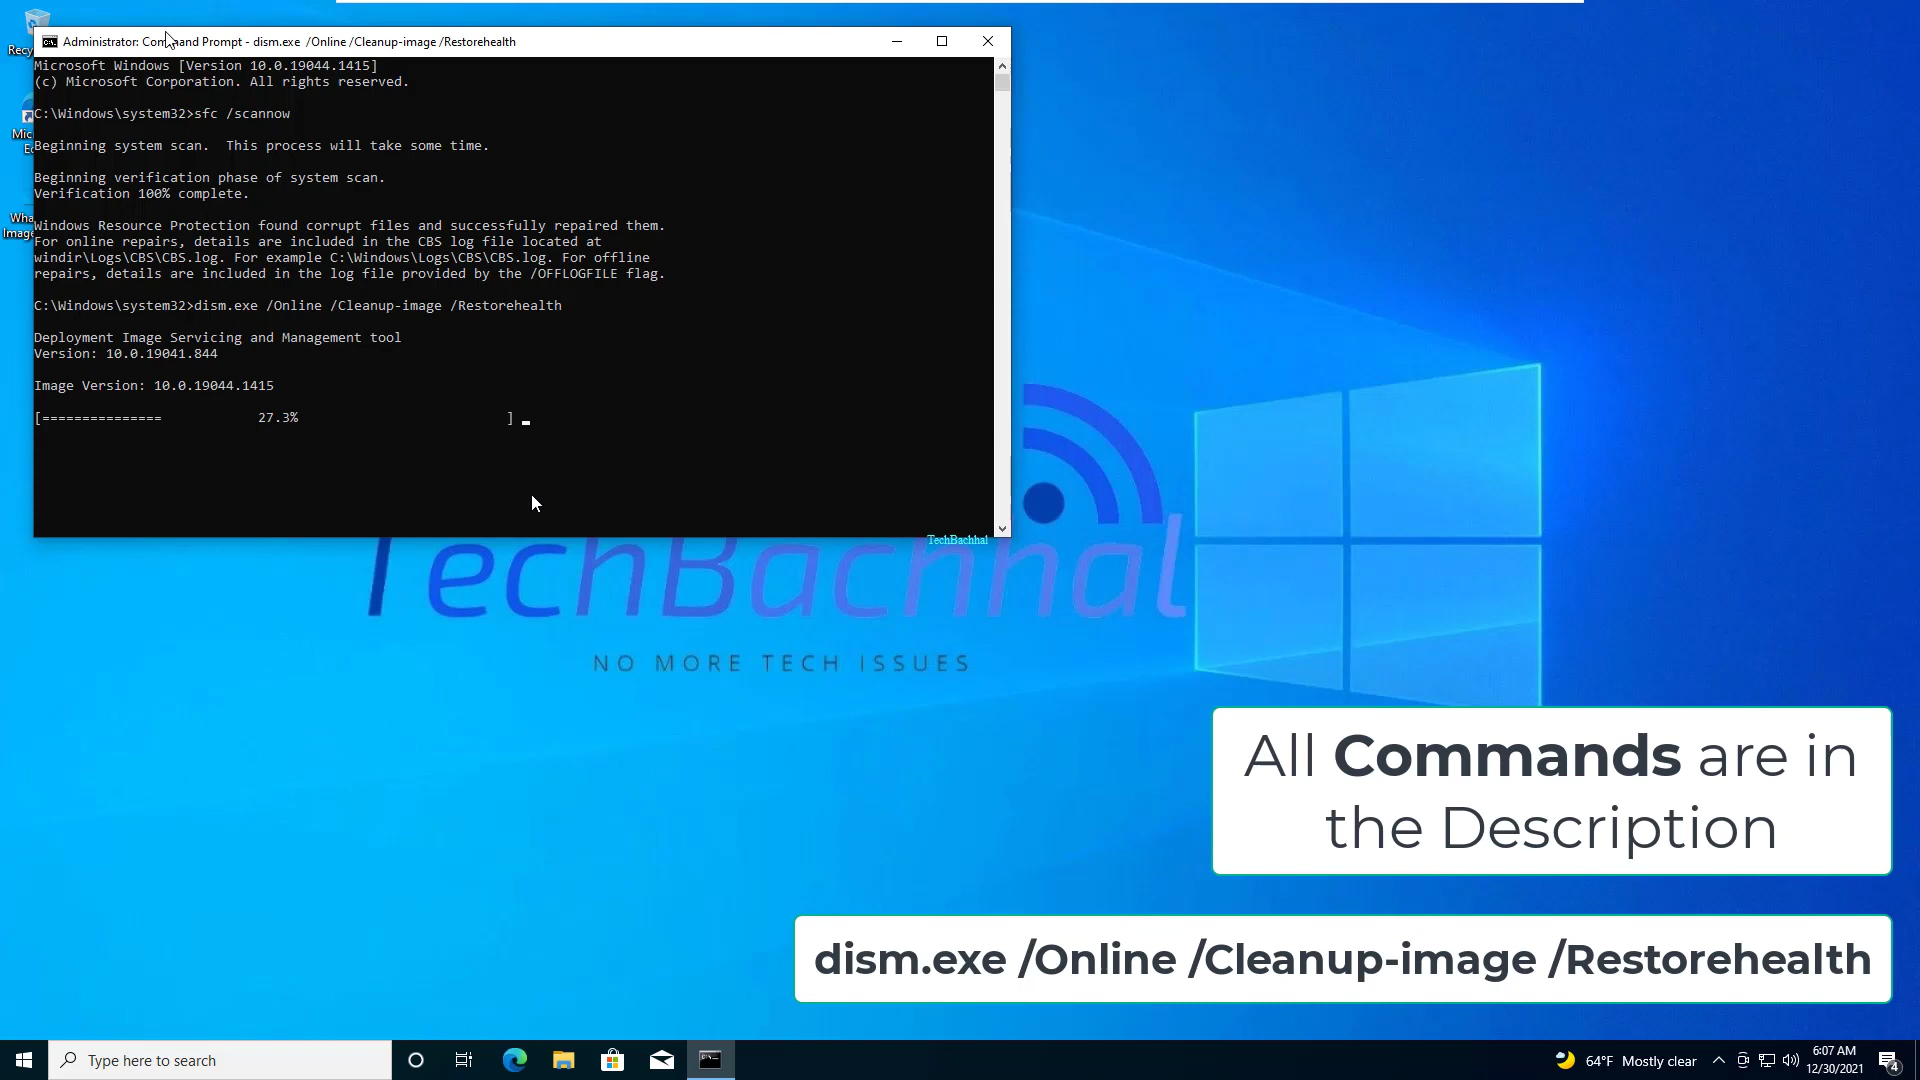 Administrator: Command Prompt - dism.exe  /Online /Cleanup-image /Restorehealth
Microsoft Windows [Version 10.0.19044.1415]
(c) Microsoft Corporation. All rights reserved.
C:\Windows\system32>sfc /scannow
Beginning system scan.  This process will take some time.
Beginning verification phase of system scan.
Verification 100% complete.
Windows Resource Protection found corrupt files and successfully repaired them.
For online repairs, details are included in the CBS log file located at
windir\Logs\CBS\CBS.log. For example C:\Windows\Logs\CBS\CBS.log. For offline
repairs, details are included in the log file provided by the /OFFLOGFILE flag.
C:\Windows\system32>dism.exe /Online /Cleanup-image /Restorehealth
Deployment Image Servicing and Management tool
Version: 10.0.19041.844
Image Version: 10.0.19044.1415
[===============            27.3%                          ]
TechBachhal
TechBachhal
NO MORE TECH ISSUES
All Commands are in
the Description
dism.exe /Online /Cleanup-image /Restorehealth
Type here to search
64°F Mostly clear
6:07 AM
12/30/2021
4